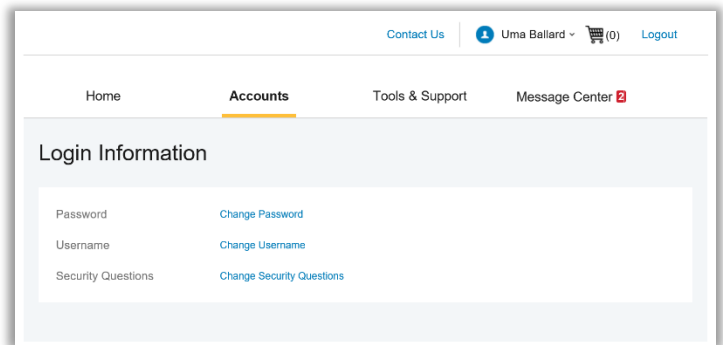 Contact Us Uma Ballard (0) Logout
Home Accounts Tools & Support Message Center 2
Login Information
Password Change Password
Username Change Username
Security Questions Change Security Questions